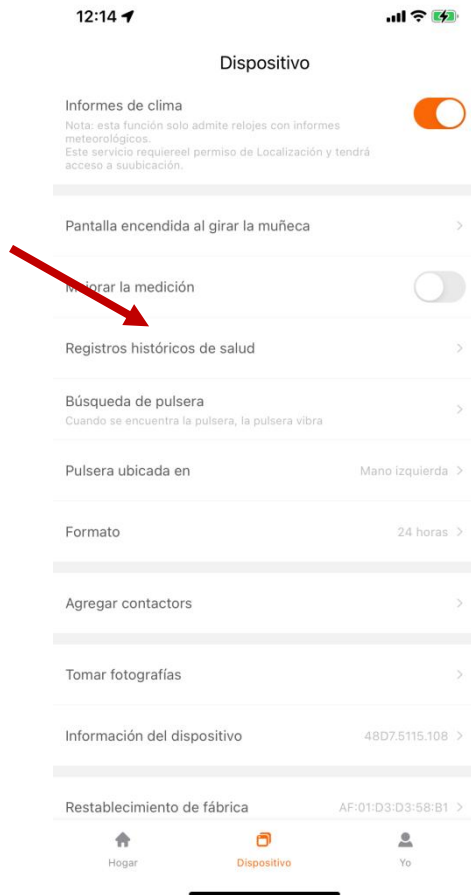 12:14
Dispositivo
Informes de clima
Nota: esta función solo admite relojes con informes
meteorológicos.
Este servicio requiereel permiso de Localización y tendrá
acceso a suubicación.
Pantalla encendida al girar la muñeca
Mejorar la medición
Registros históricos de salud
Búsqueda de pulsera
Cuando se encuentra la pulsera, la pulsera vibra
Pulsera ubicada en Mano izquierda
Formato 24 horas
Agregar contactors
Tomar fotografías
Información del dispositivo 48D7.5115.108
Restablecimiento de fábrica AF:01:D3:D3:58:B1
Hogar Dispositivo Yo